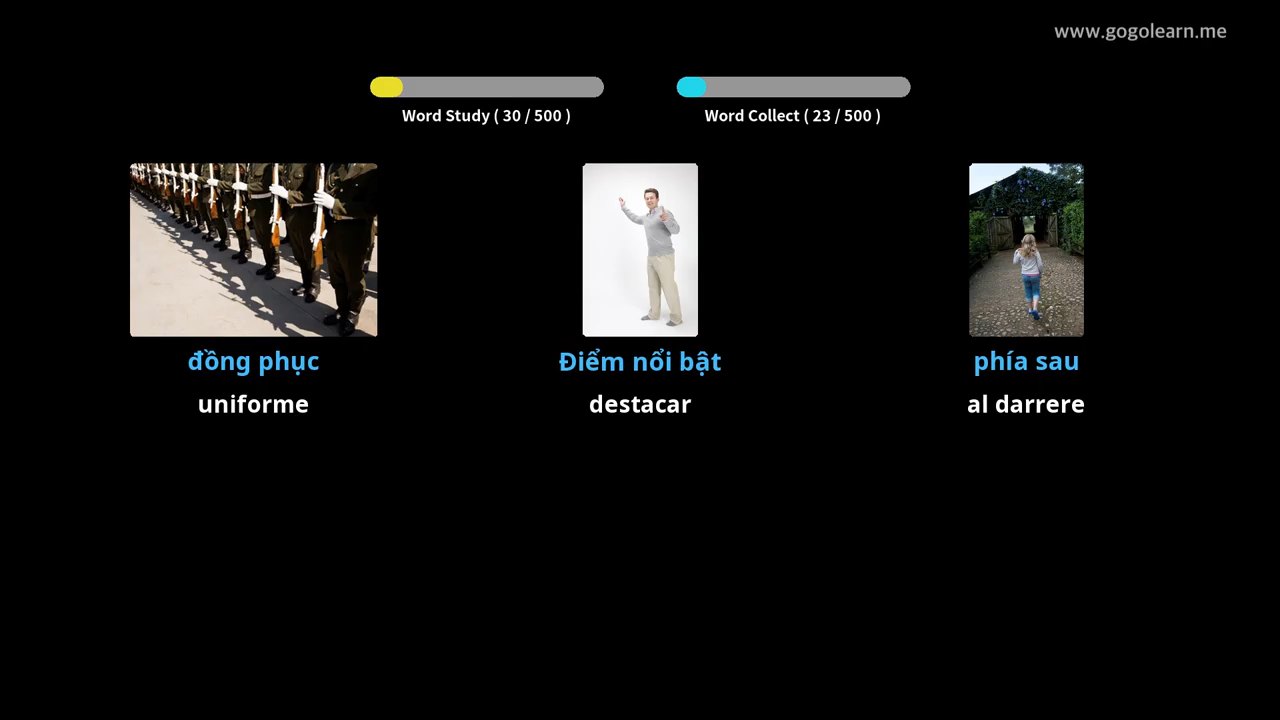 www.gogolearn.me
Word Study ( 30 / 500 )
Word Collect ( 23 / 500 )
đồng phục
Điểm nổi bật
phía sau
uniforme
destacar
al darrere